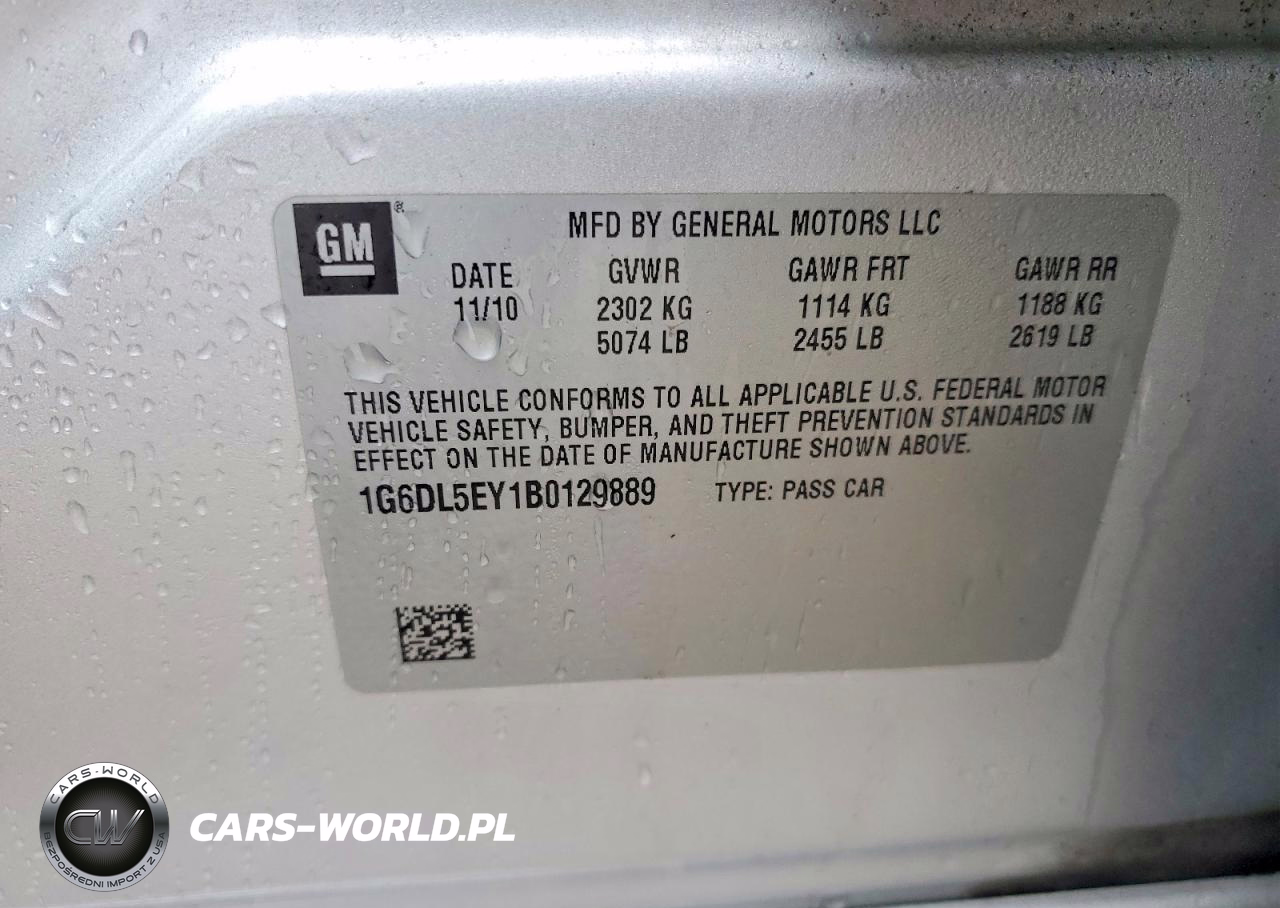 GM ®
MFD BY GENERAL MOTORS LLC
DATE GVWR GAWR FRT GAWR RR
11/10 2302 KG 1114 KG 1188 KG
5074 LB 2455 LB 2619 LB
THIS VEHICLE CONFORMS TO ALL APPLICABLE U.S. FEDERAL MOTOR
VEHICLE SAFETY, BUMPER, AND THEFT PREVENTION STANDARDS IN
EFFECT ON THE DATE OF MANUFACTURE SHOWN ABOVE.
1G6DL5EY1B0129889 TYPE: PASS CAR
CARS-WORLD
CW
BEZPOŚREDNI IMPORT Z USA
CARS-WORLD.PL